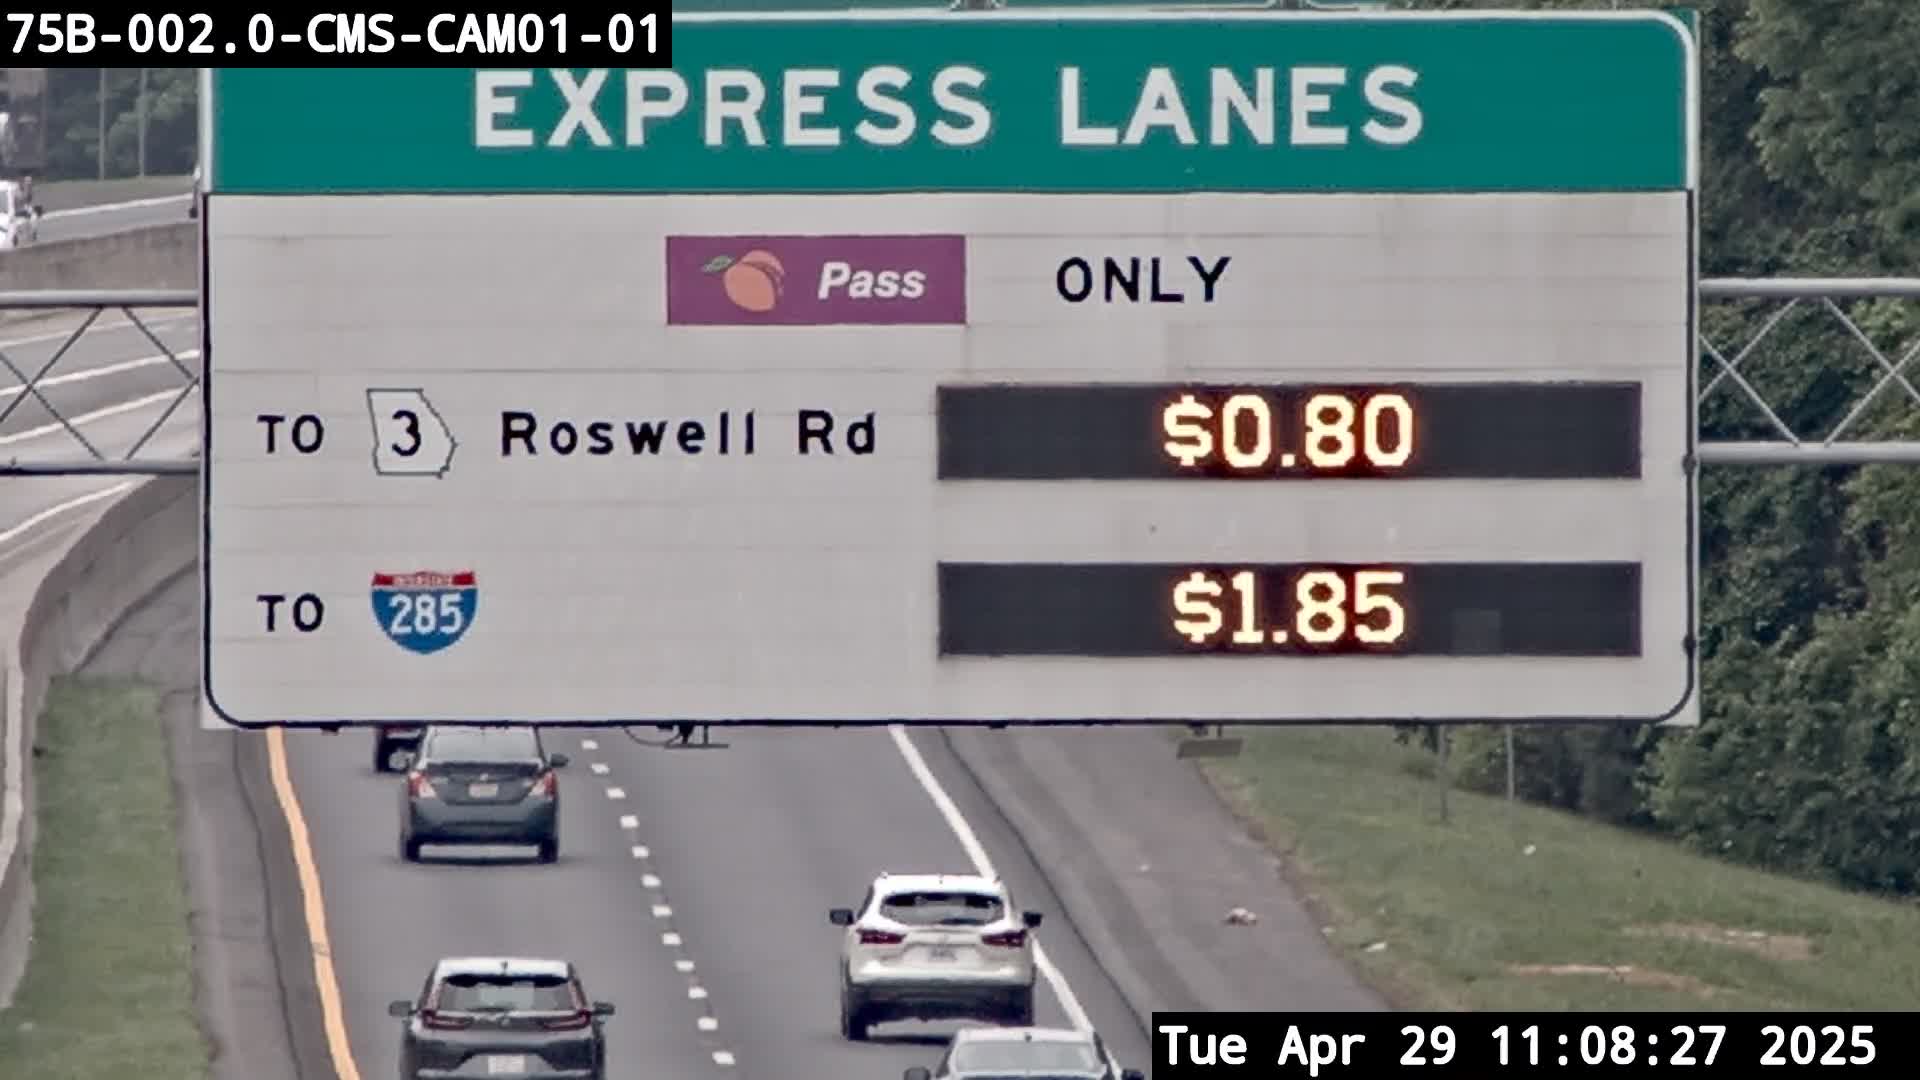 75B-002.0-CMS-CAM01-01
EXPRESS LANES
Pass ONLY
TO 3 Roswell Rd $0.80
INTERSTATE
TO 285 $1.85
Tue Apr 29 11:08:27 2025